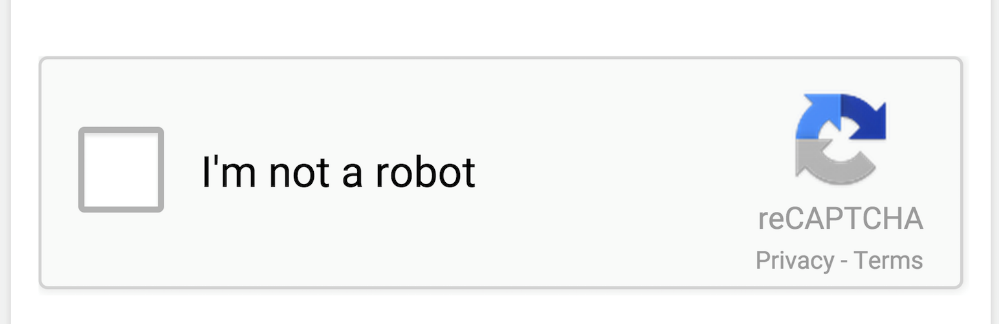 I'm not a robot
reCAPTCHA
Privacy - Terms